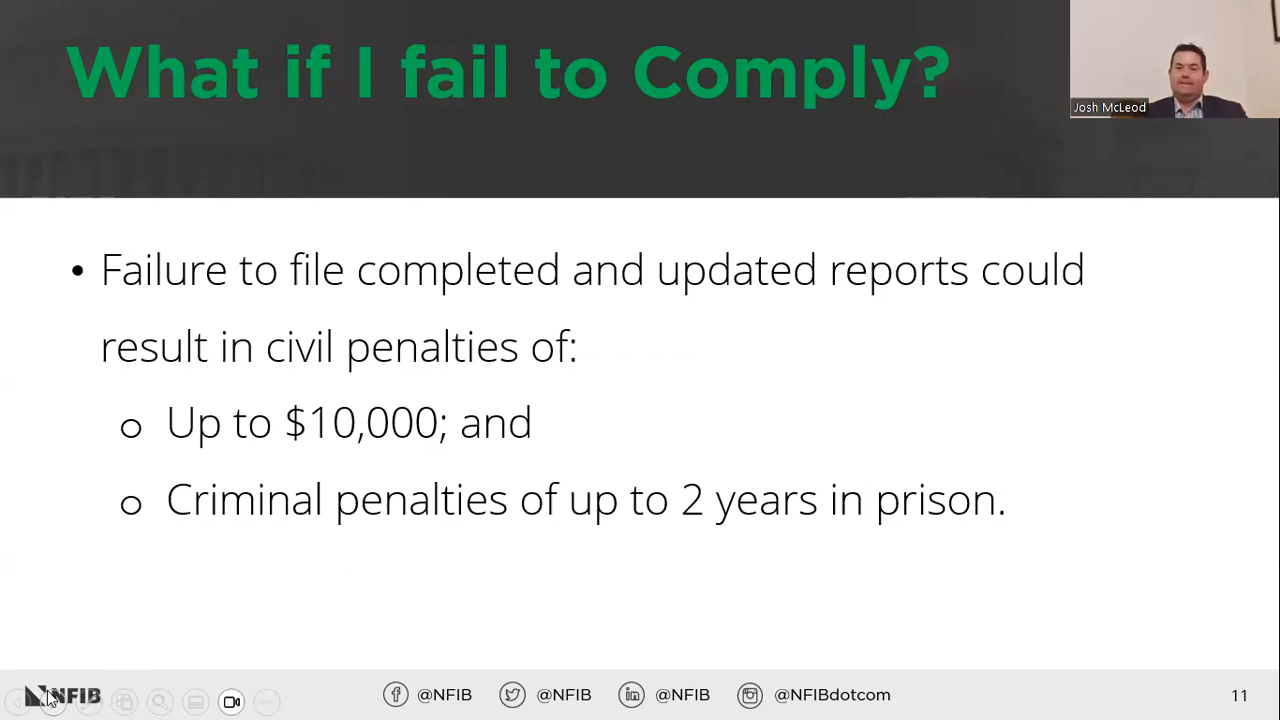 What if I fail to Comply?
Josh McLeod
• Failure to file completed and updated reports could
result in civil penalties of:
o Up to $10,000; and
o Criminal penalties of up to 2 years in prison.
NFIB
@NFIB
@NFIB
@NFIB
@NFIBdotcom
11